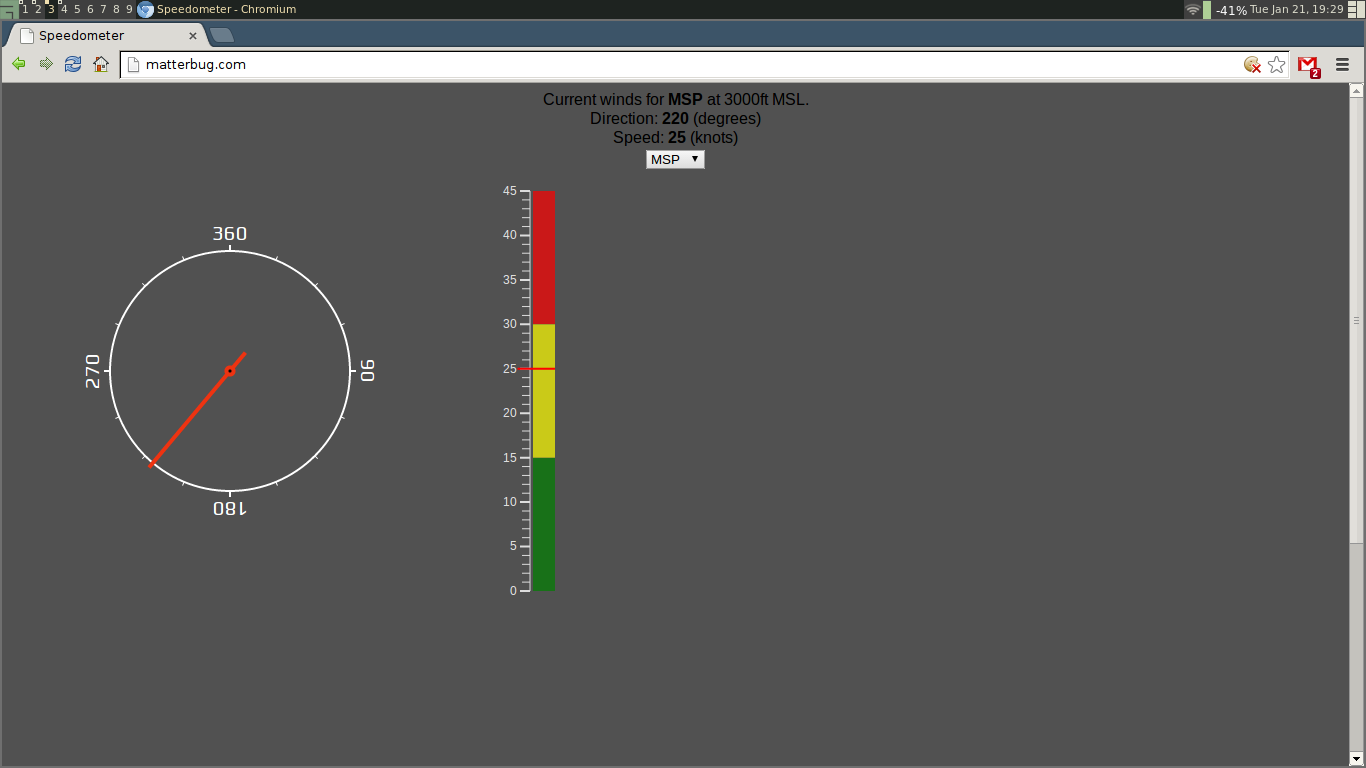 1 2 3 4 5 6 7 8 9 Speedometer - Chromium -41% Tue Jan 21, 19:29
Speedometer
matterbug.com
2
Current winds for MSP at 3000ft MSL.
Direction: 220 (degrees)
Speed: 25 (knots)
MSP
360
90
180
270
45
40
35
30
25
20
15
10
5
0